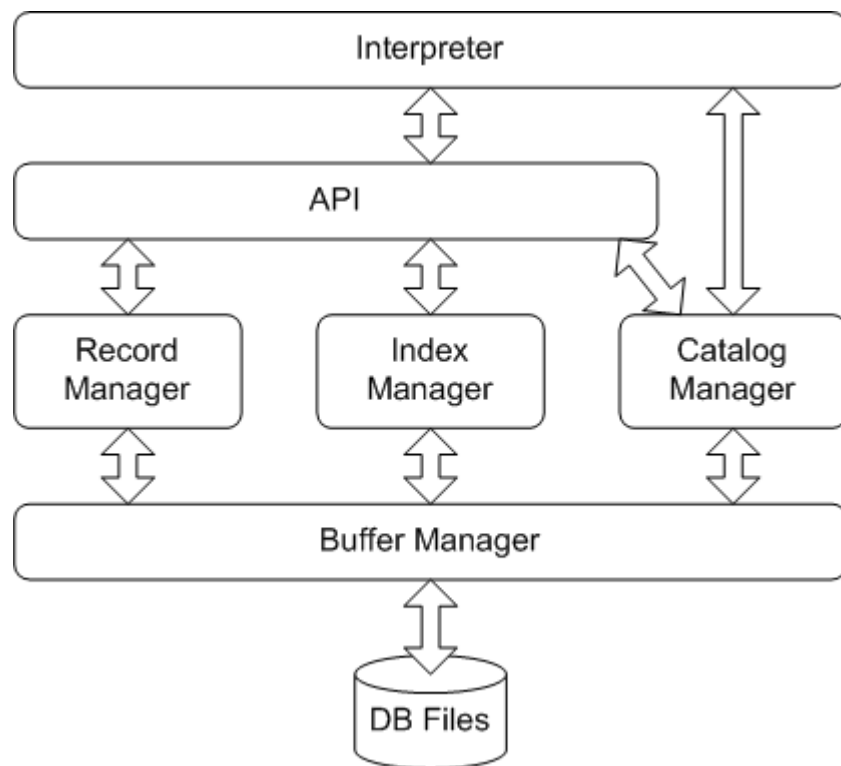 Interpreter
API
Record
Manager
Index
Manager
Catalog
Manager
Buffer Manager
DB Files